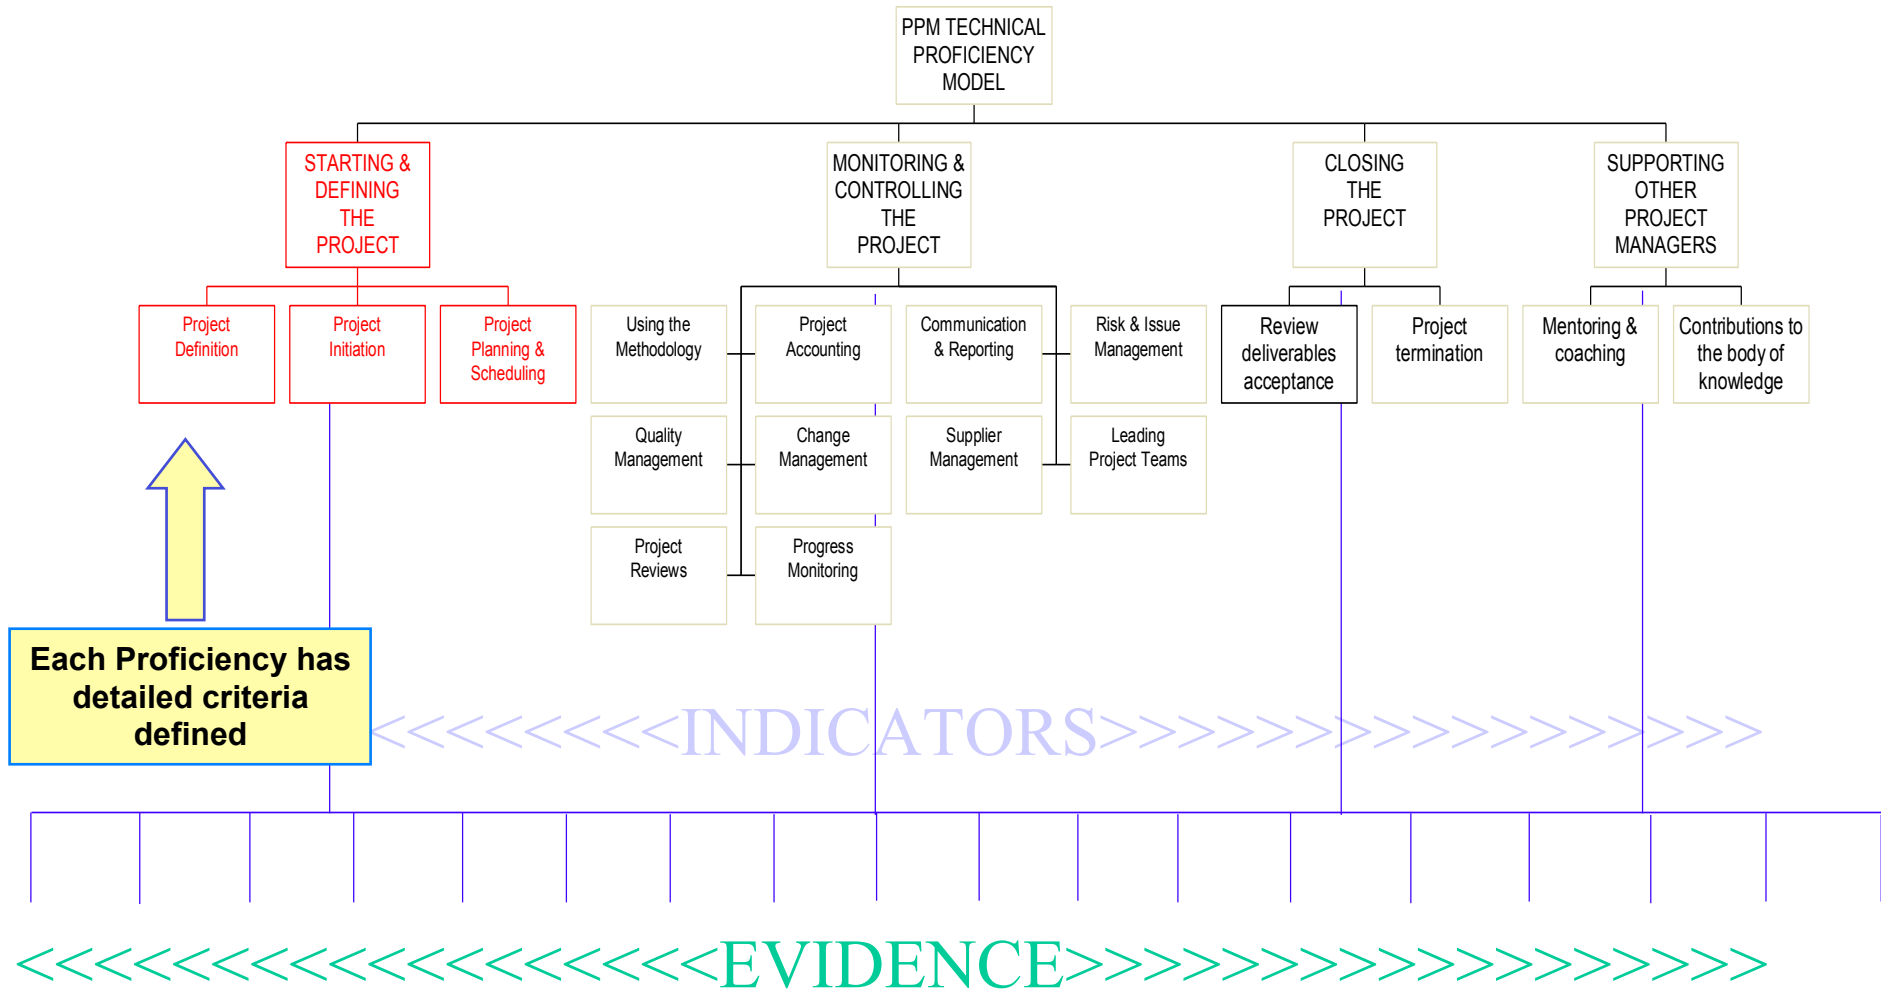 PPM TECHNICAL
PROFICIENCY
MODEL
STARTING &
DEFINING
THE
PROJECT
MONITORING &
CONTROLLING
THE
PROJECT
CLOSING
THE
PROJECT
SUPPORTING
OTHER
PROJECT
MANAGERS
Project
Definition
Project
Initiation
Project
Planning &
Scheduling
Using the
Methodology
Project
Accounting
Communication
& Reporting
Risk & Issue
Management
Review
deliverables
acceptance
Project
termination
Mentoring &
coaching
Contributions to
the body of
knowledge
Quality
Management
Change
Management
Supplier
Management
Leading
Project Teams
Project
Reviews
Progress
Monitoring
Each Proficiency has
detailed criteria
defined
<<<<<<<<INDICATORS>>>>>>>>>>>>>>>>>
<<<<<<<<<<<<<<<<<<EVIDENCE>>>>>>>>>>>>>>>>>>